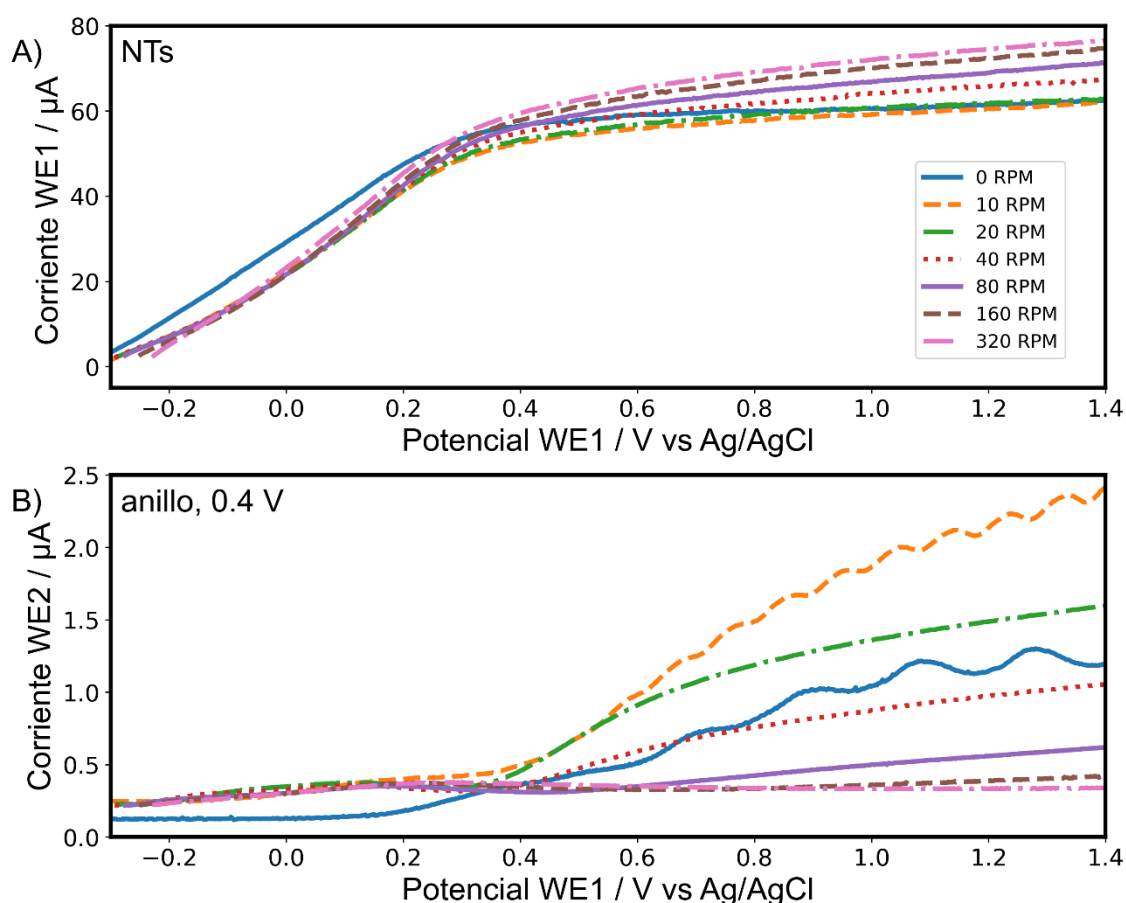 A)
NTs
Corriente WE1 / µA
80
60
40
20
0
0 RPM
10 RPM
20 RPM
40 RPM
80 RPM
160 RPM
320 RPM
−0.2 0.0 0.2 0.4 0.6 0.8 1.0 1.2 1.4
Potencial WE1 / V vs Ag/AgCl
B)
anillo, 0.4 V
Corriente WE2 / µA
2.5
2.0
1.5
1.0
0.5
0.0
−0.2 0.0 0.2 0.4 0.6 0.8 1.0 1.2 1.4
Potencial WE1 / V vs Ag/AgCl